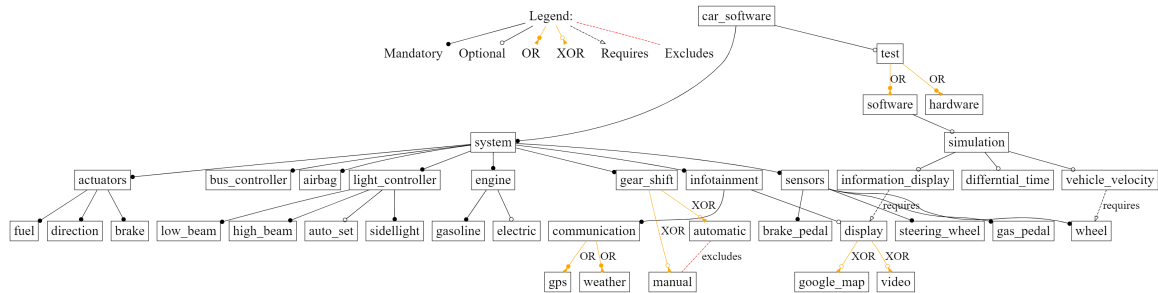 Legend:
car_software
Mandatory Optional OR XOR Requires Excludes
test
OR OR
software hardware
system simulation
actuators bus_controller airbag light_controller engine gear_shift infotainment sensors information_display differntial_time vehicle_velocity
XOR requires requires
fuel direction brake low_beam high_beam auto_set sidellight gasoline electric communication automatic brake_pedal display steering_wheel gas_pedal wheel
OR OR XOR excludes XOR XOR
gps weather manual google_map video